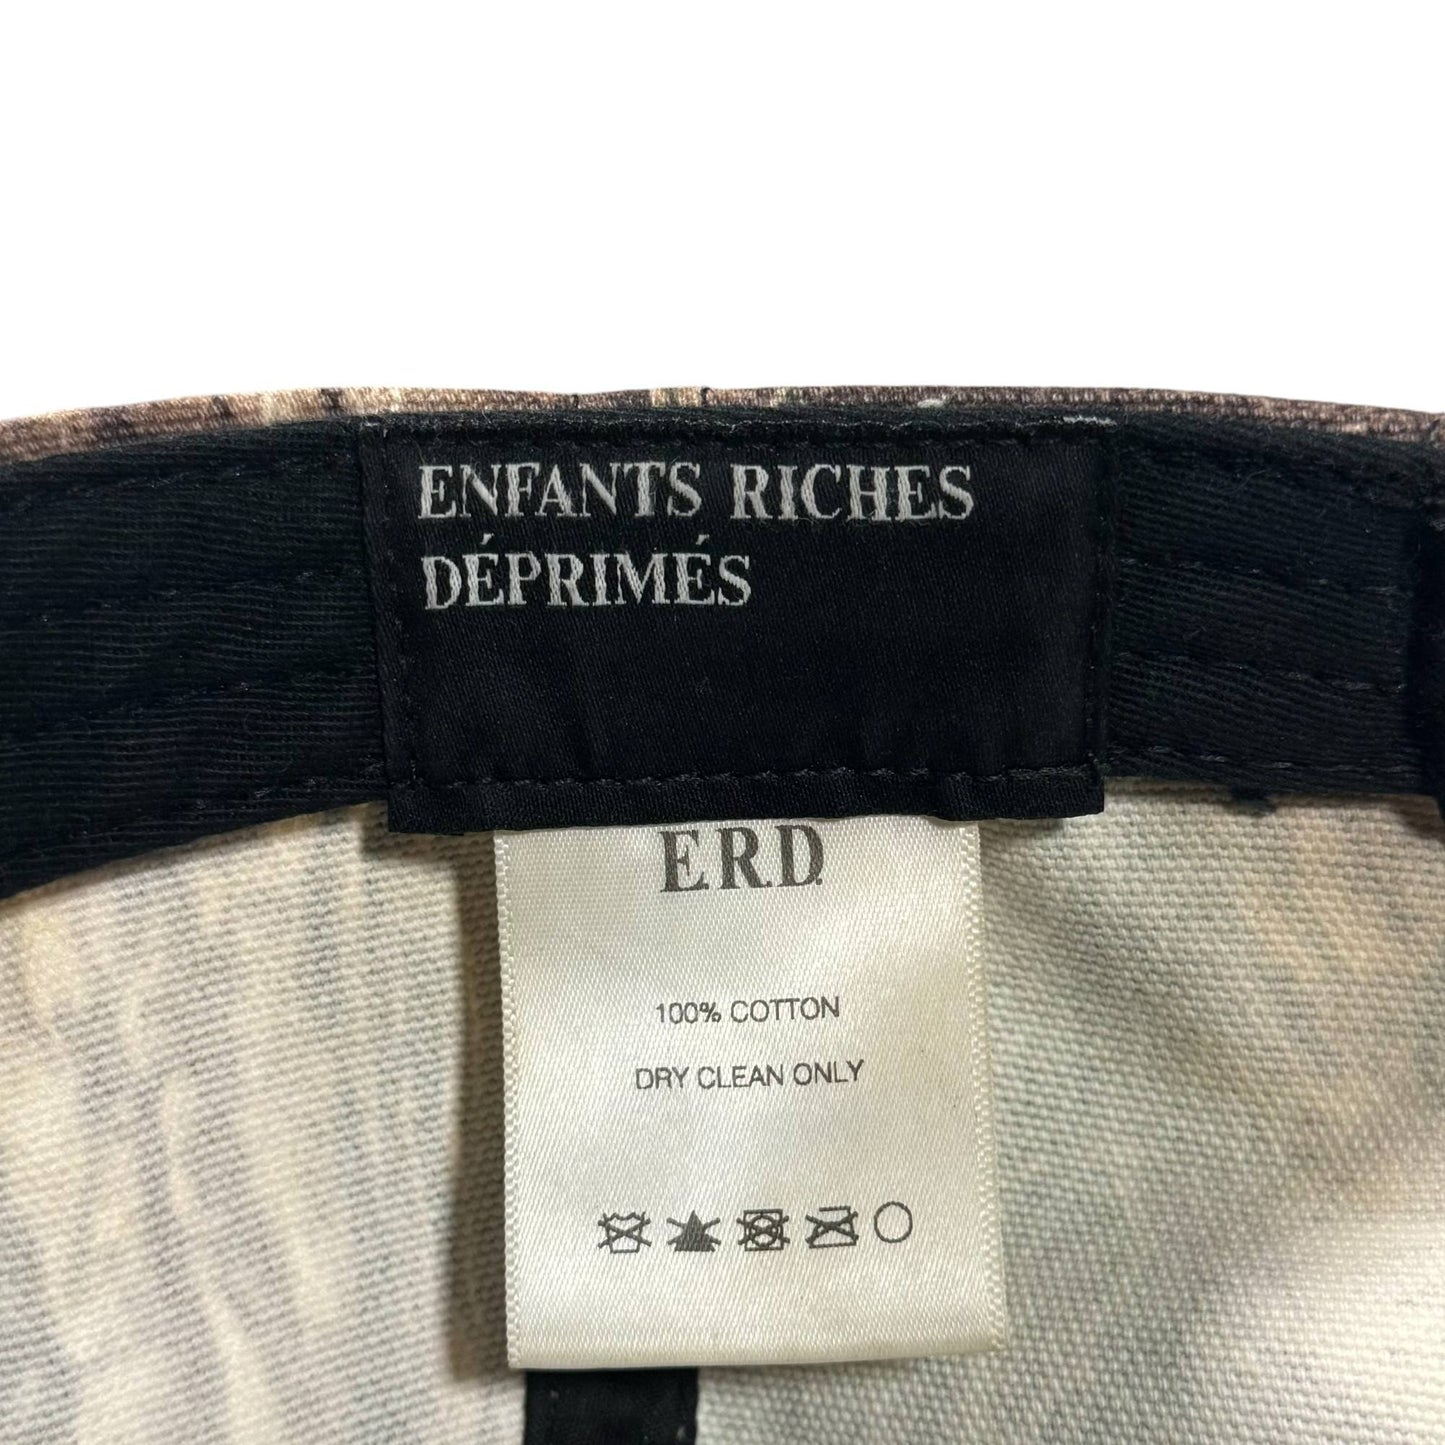 ENFANTS RICHES
DÉPRIMÉS
E.R.D.
100% COTTON
DRY CLEAN ONLY